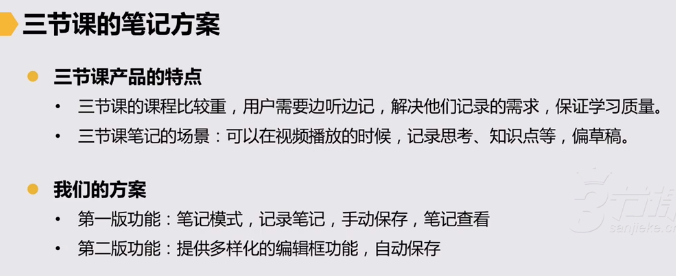 三节课的笔记方案
三节课产品的特点
• 三节课的课程比较重，用户需要边听边记，解决他们记录的需求，保证学习质量。
• 三节课笔记的场景：可以在视频播放的时候，记录思考、知识点等，偏草稿。
我们的方案
• 第一版功能：笔记模式，记录笔记，手动保存，笔记查看
• 第二版功能：提供多样化的编辑框功能，自动保存